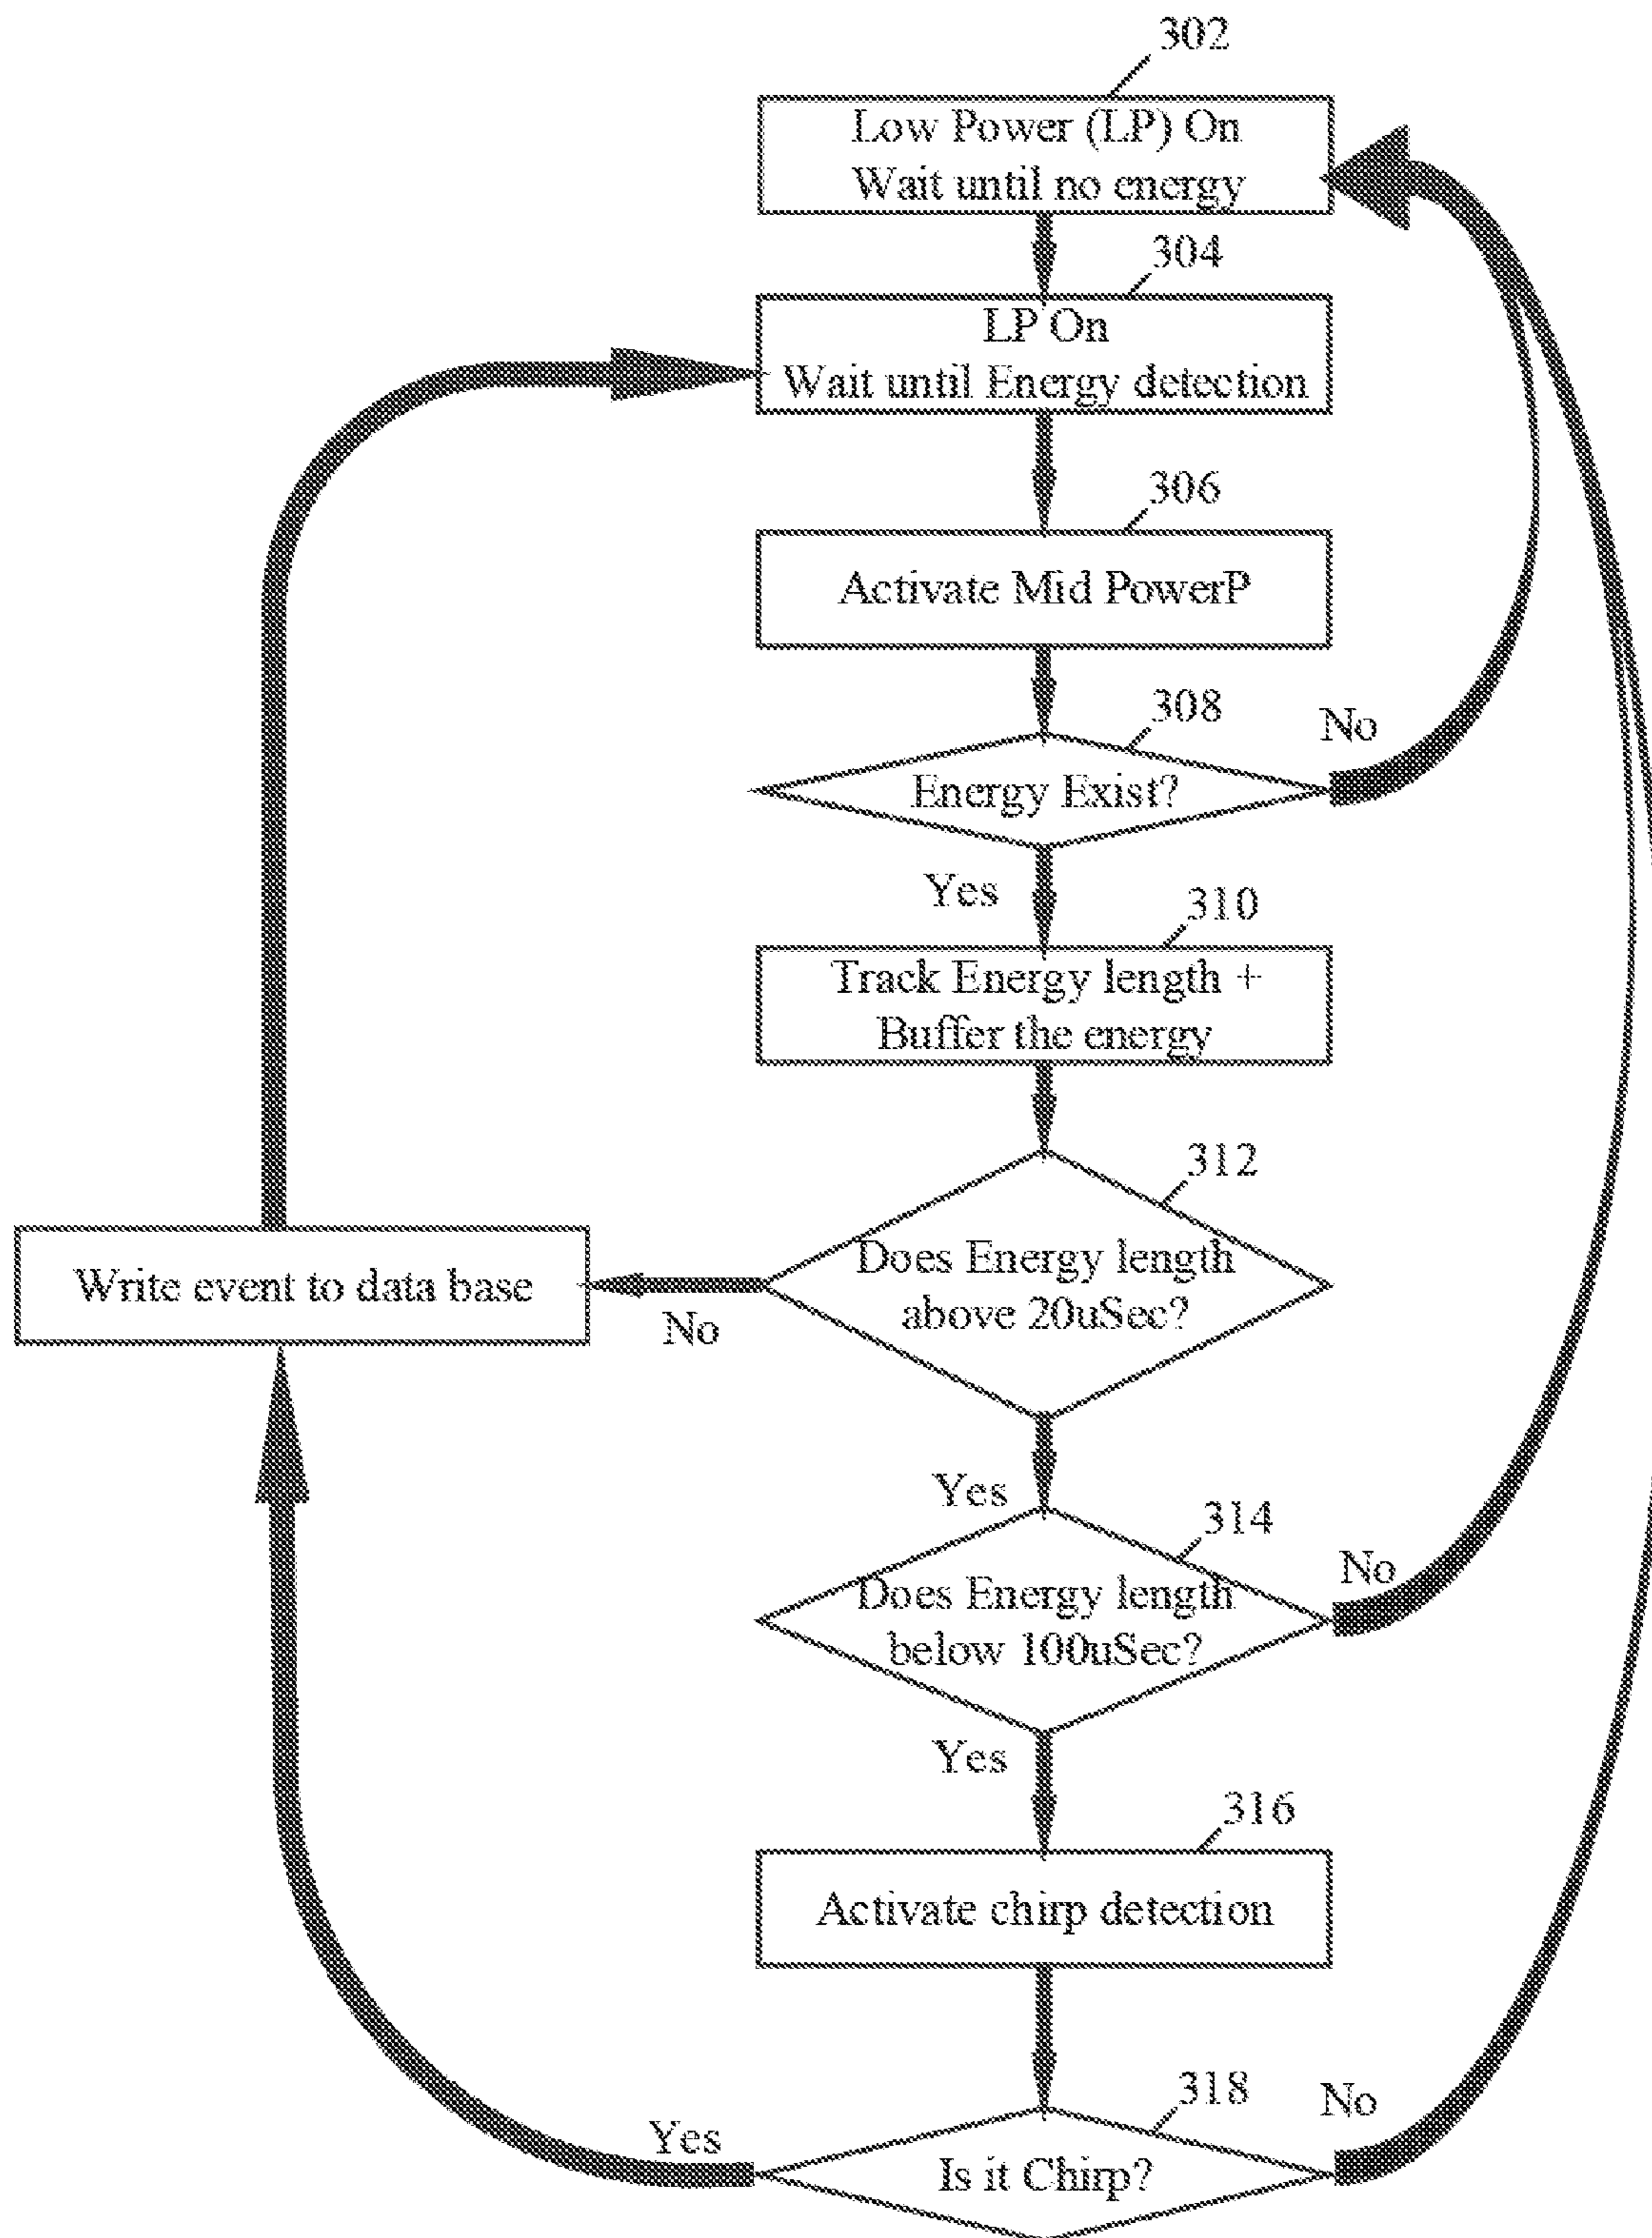 302
Low Power (LP) On
Wait until no energy
304
LP On
Wait until Energy detection
306
Activate Mid PowerP
308
No
Energy Exist?
Yes
310
Track Energy length +
Buffer the energy
312
Does Energy length
above 20uSec?
Write event to data base
No
Yes
314
No
Does Energy length
below 100uSec?
Yes
316
Activate chirp detection
318
No
Yes
Is it Chirp?